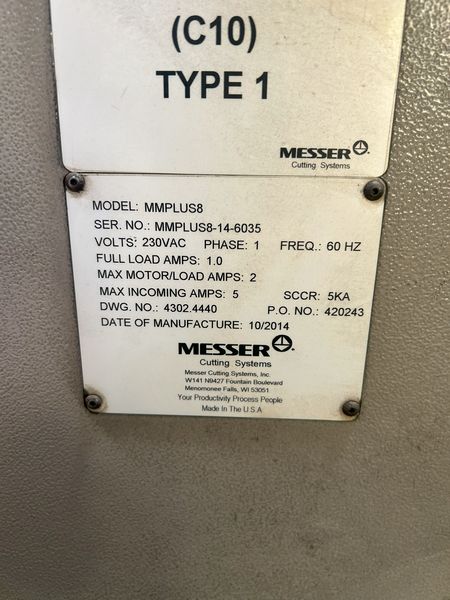 (C10)
TYPE 1
MESSER
Cutting Systems
MODEL: MMPLUS8
SER. NO.: MMPLUS8-14-6035
VOLTS: 230VAC PHASE: 1 FREQ.: 60 HZ
FULL LOAD AMPS: 1.0
MAX MOTOR/LOAD AMPS: 2
MAX INCOMING AMPS: 5 SCCR: 5KA
DWG. NO.: 4302.4440 P.O. NO.: 420243
DATE OF MANUFACTURE: 10/2014
MESSER
Cutting Systems
Messer Cutting Systems, Inc.
W141 N9427 Fountain Boulevard
Menomonee Falls, WI 53051
Your Productivity Process People
Made In The U.S.A